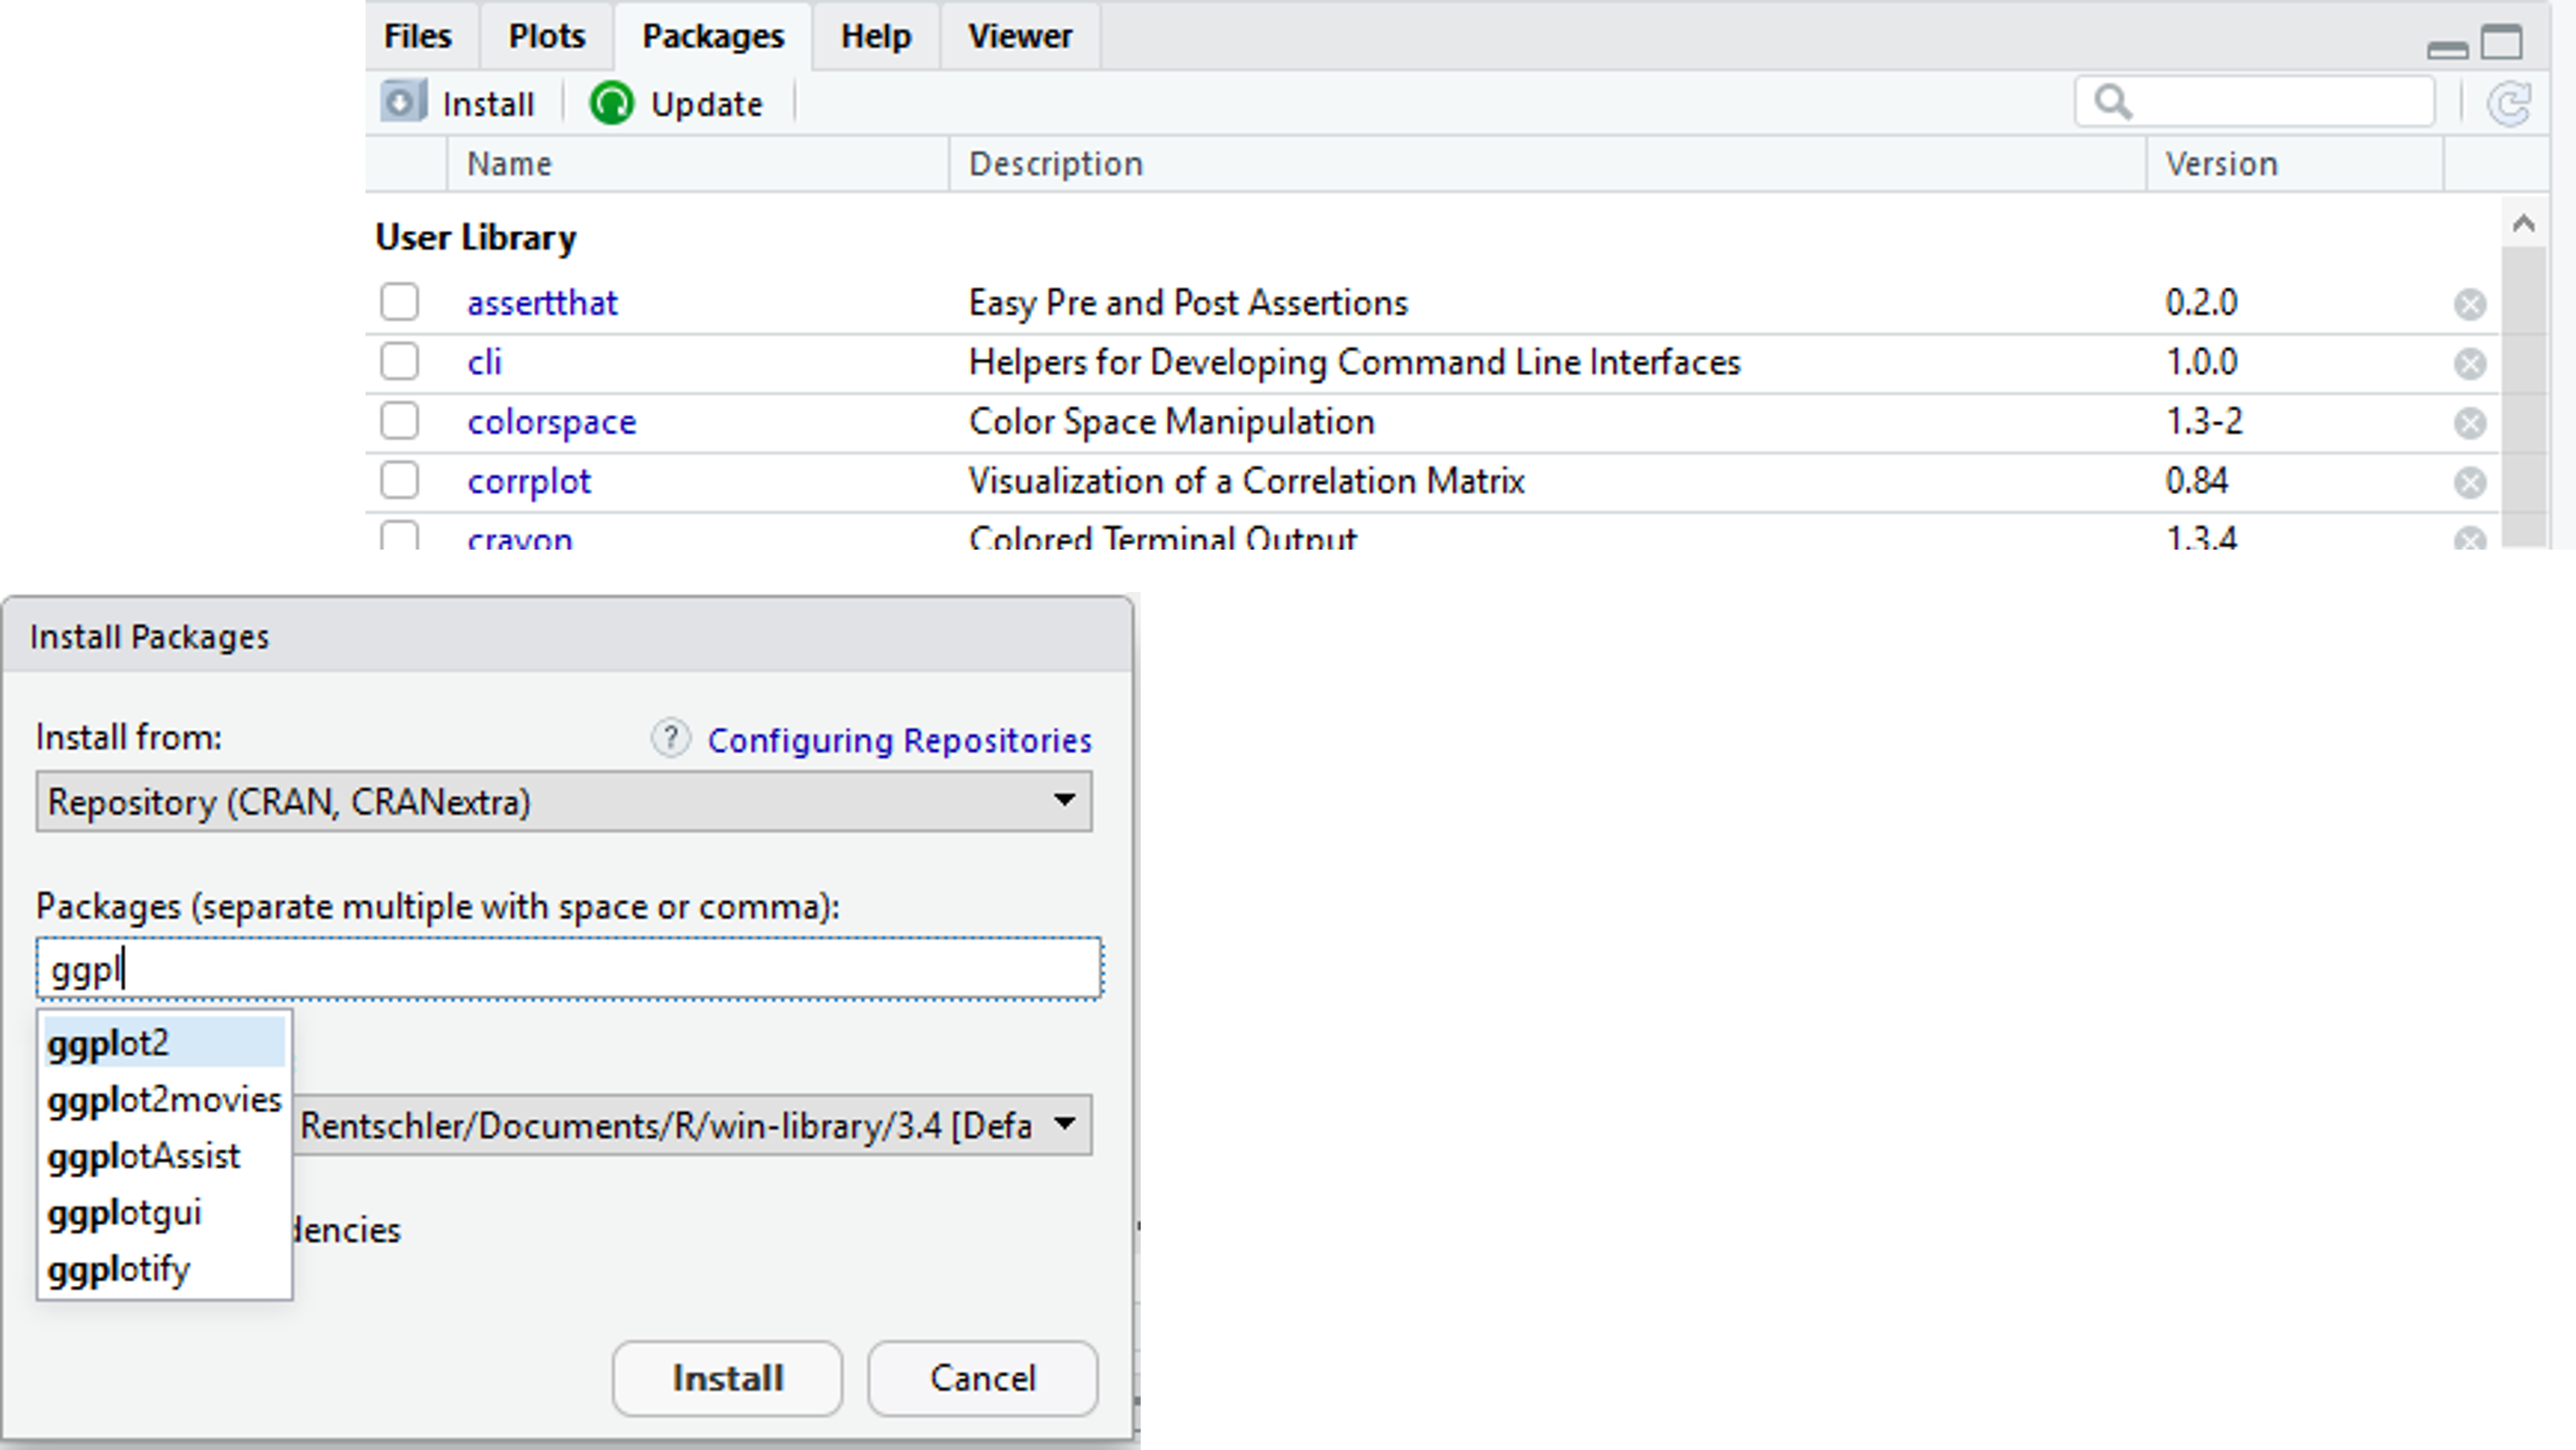 Files Plots Packages Help Viewer
Install Update
Name Description Version
User Library
assertthat Easy Pre and Post Assertions 0.2.0
cli Helpers for Developing Command Line Interfaces 1.0.0
colorspace Color Space Manipulation 1.3-2
corrplot Visualization of a Correlation Matrix 0.84
crayon Colored Terminal Output 1.3.4
Install Packages
Install from: ? Configuring Repositories
Repository (CRAN, CRANextra)
Packages (separate multiple with space or comma):
ggpl
ggplot2
ggplot2movies
Rentschler/Documents/R/win-library/3.4 [Defa
ggplotAssist
ggplotgui
dencies
ggplotify
Install Cancel